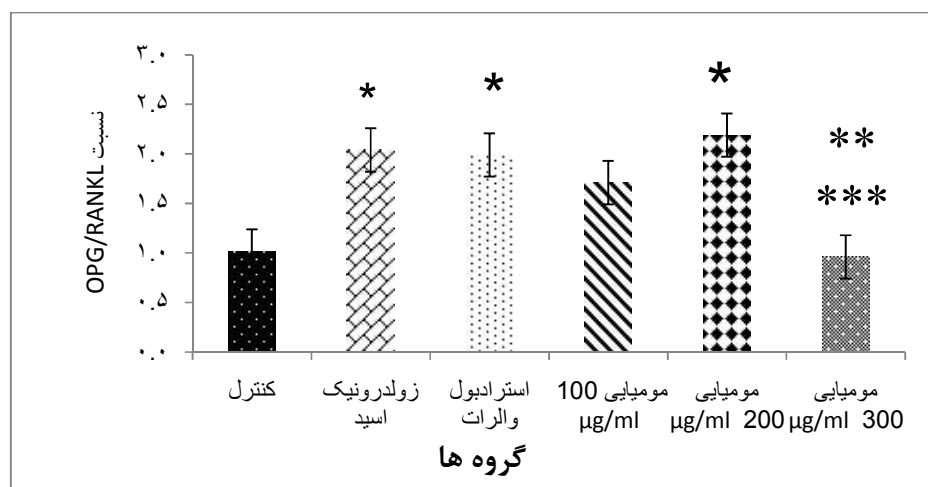 نسبت OPG/RANKL
۳.۰
۲.۵
۲.۰
۱.۵
۱.۰
۰.۵
۰.۰
*
*
*
**
***
کنترل
زولدرونیک
اسید
استرادبول
والرات
مومیایی 100
µg/ml
مومیایی
µg/ml 200
مومیایی
µg/ml 300
گروه ها